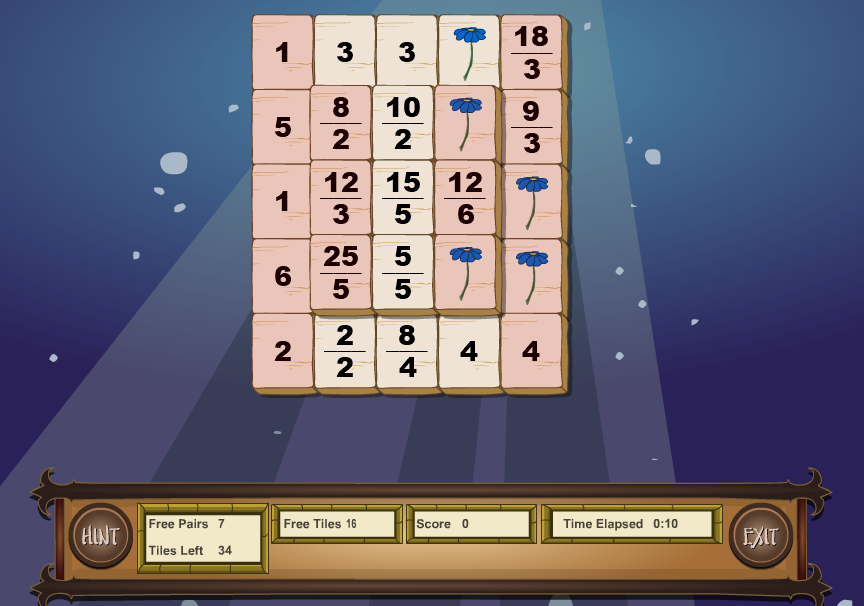 1 3 3 18/3
5 8/2 10/2 9/3
1 12/3 15/5 12/6
6 25/5 5/5
2 2/2 8/4 4 4
HINT
Free Pairs 7
Tiles Left 34
Free Tiles 16
Score 0
Time Elapsed 0:10
EXIT